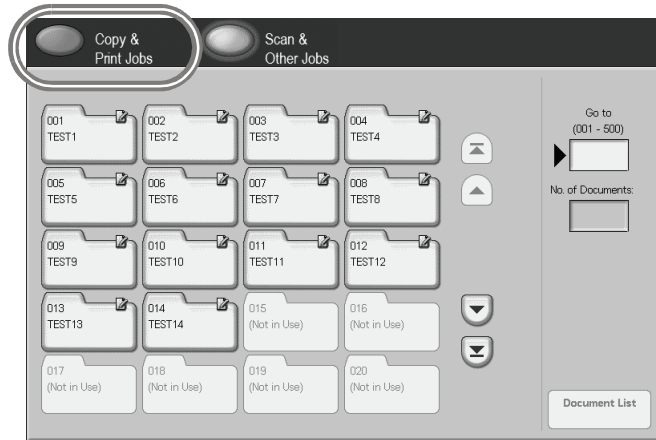 Copy &
Print Jobs
Scan &
Other Jobs
001
TEST1
002
TEST2
003
TEST3
004
TEST4
005
TEST5
006
TEST6
007
TEST7
008
TEST8
009
TEST9
010
TEST10
011
TEST11
012
TEST12
013
TEST13
014
TEST14
015
(Not in Use)
016
(Not in Use)
017
(Not in Use)
018
(Not in Use)
019
(Not in Use)
020
(Not in Use)
Go to
(001 - 500)
No. of Documents:
Document List